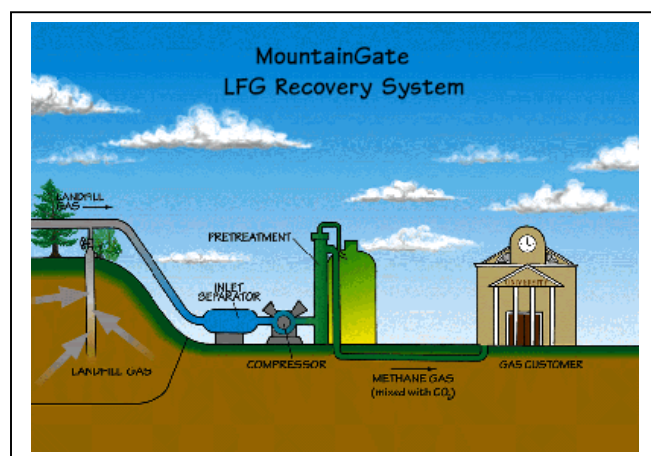 MountainGate
LFG Recovery System
LANDFILL
GAS
PRETREATMENT
INLET
SEPARATOR
UNIVERSITY
LANDFILL GAS
COMPRESSOR
METHANE GAS
(mixed with CO₂)
GAS CUSTOMER